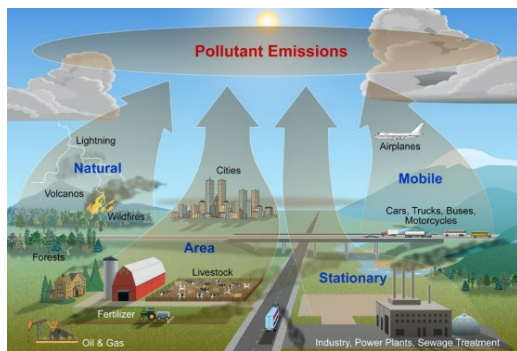 Pollutant Emissions
Lightning
Natural
Volcanos
Wildfires
Cities
Airplanes
Mobile
Cars, Trucks, Buses,
Motorcycles
Forests
Area
Livestock
Stationary
Fertilizer
Oil & Gas
Industry, Power Plants, Sewage Treatment